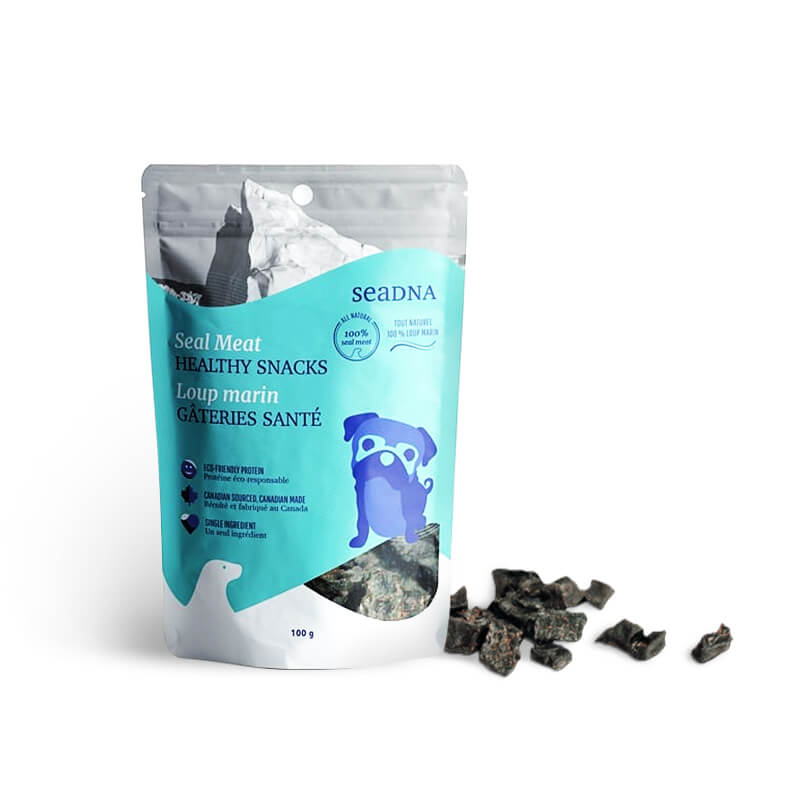 seaDNA
ALL NATURAL
100%
seal meat
TOUT NATUREL
100 % LOUP MARIN
Seal Meat
HEALTHY SNACKS
Loup marin
GÂTERIES SANTÉ
ECO-FRIENDLY PROTEIN
Protéine éco-responsable
CANADIAN SOURCED, CANADIAN MADE
Récolté et fabriqué au Canada
SINGLE INGREDIENT
Un seul ingrédient
100 g